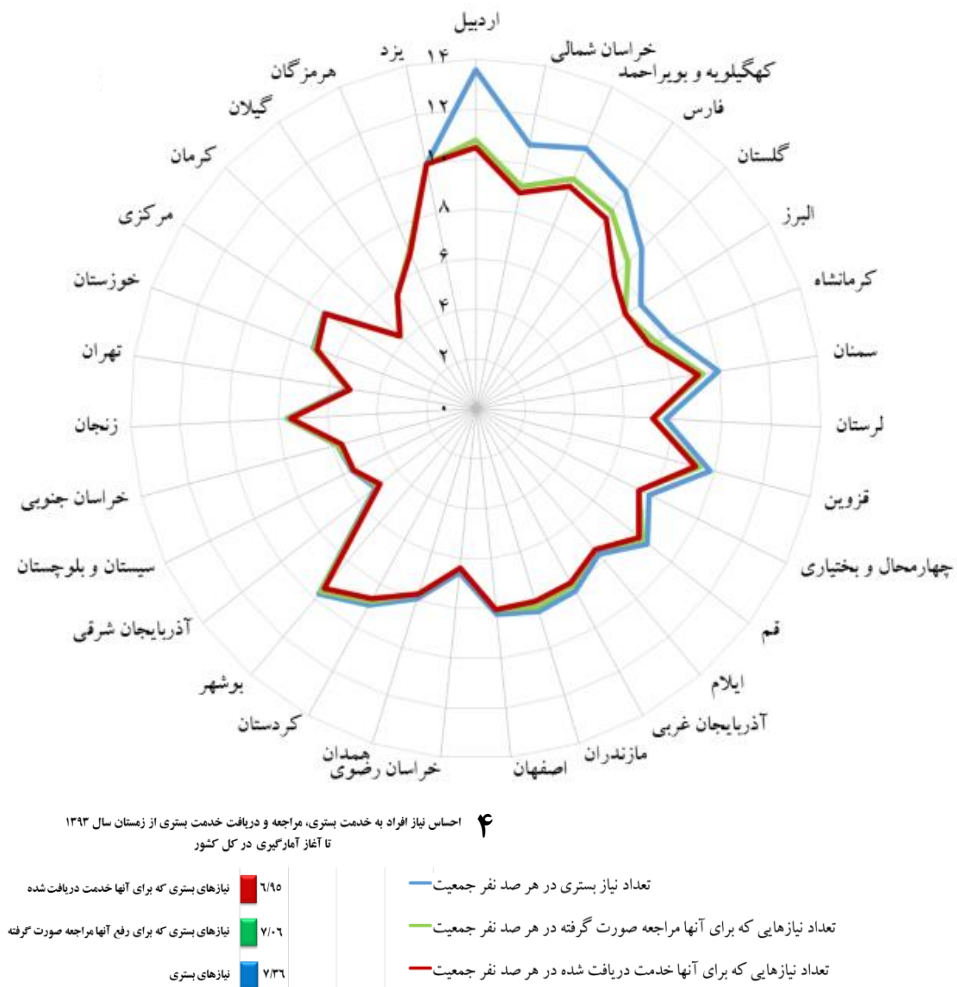 اردبیل
خراسان شمالی
کهگیلویه و بویراحمد
فارس
گلستان
البرز
کرمانشاه
سمنان
لرستان
قزوین
چهارمحال و بختیاری
قم
ایلام
آذربایجان غربی
مازندران
اصفهان
خراسان رضوی
همدان
کردستان
بوشهر
آذربایجان شرقی
سیستان و بلوچستان
خراسان جنوبی
زنجان
تهران
خوزستان
مرکزی
کرمان
گیلان
هرمزگان
یزد
۱۴
۱۲
۱۰
۸
۶
۴
۲
۰
۴ احساس نیاز افراد به خدمت بستری، مراجعه و دریافت خدمت بستری از زمستان سال ۱۳۹۳
تا آغاز آمارگیری در کل کشور
تعداد نیاز بستری در هر صد نفر جمعیت
تعداد نیازهایی که برای آنها مراجعه صورت گرفته در هر صد نفر جمعیت
تعداد نیازهایی که برای آنها خدمت دریافت شده در هر صد نفر جمعیت
نیازهای بستری که برای آنها خدمت دریافت شده ۶/۹۵
نیازهای بستری که برای رفع آنها مراجعه صورت گرفته ۷/۰۶
نیازهای بستری ۷/۳۶